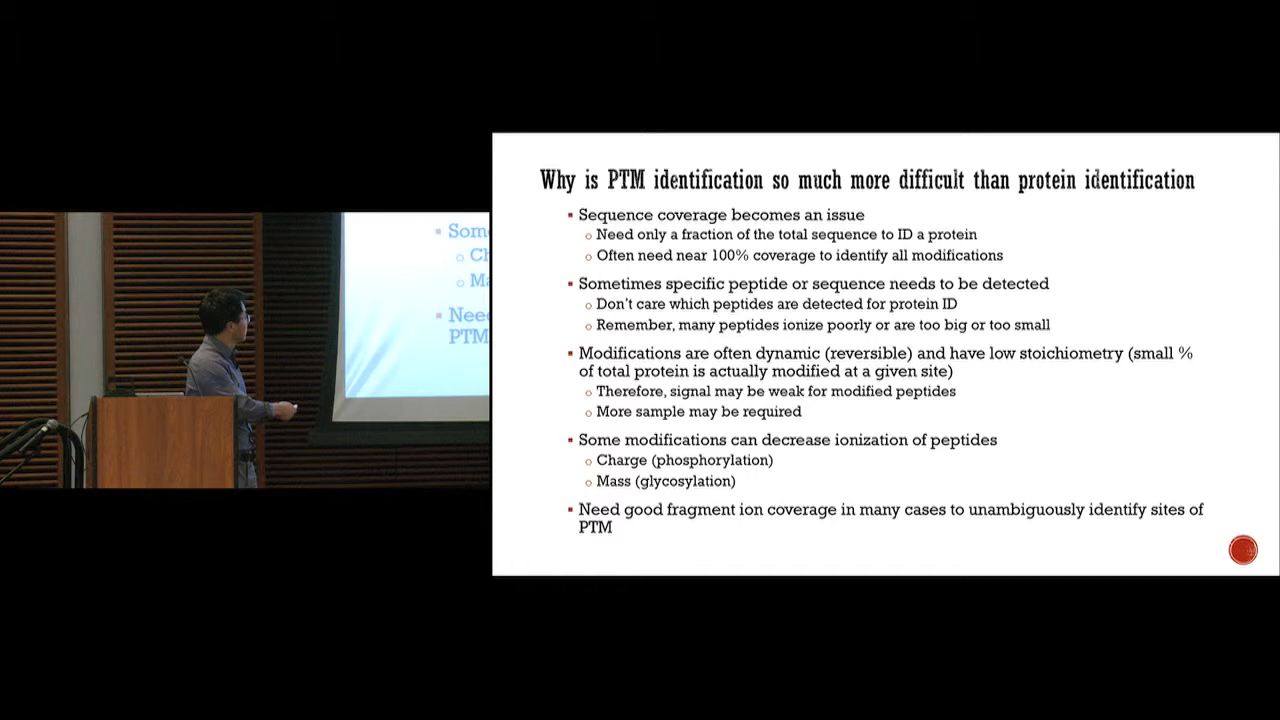 Why is PTM identification so much more difficult than protein identification
▪ Sequence coverage becomes an issue
o Need only a fraction of the total sequence to ID a protein
o Often need near 100% coverage to identify all modifications
▪ Sometimes specific peptide or sequence needs to be detected
o Don't care which peptides are detected for protein ID
o Remember, many peptides ionize poorly or are too big or too small
▪ Modifications are often dynamic (reversible) and have low stoichiometry (small %
of total protein is actually modified at a given site)
o Therefore, signal may be weak for modified peptides
o More sample may be required
▪ Some modifications can decrease ionization of peptides
o Charge (phosphorylation)
o Mass (glycosylation)
▪ Need good fragment ion coverage in many cases to unambiguously identify sites of
PTM
▪ Som
o Ch
o Ma
▪ Nee
PTM